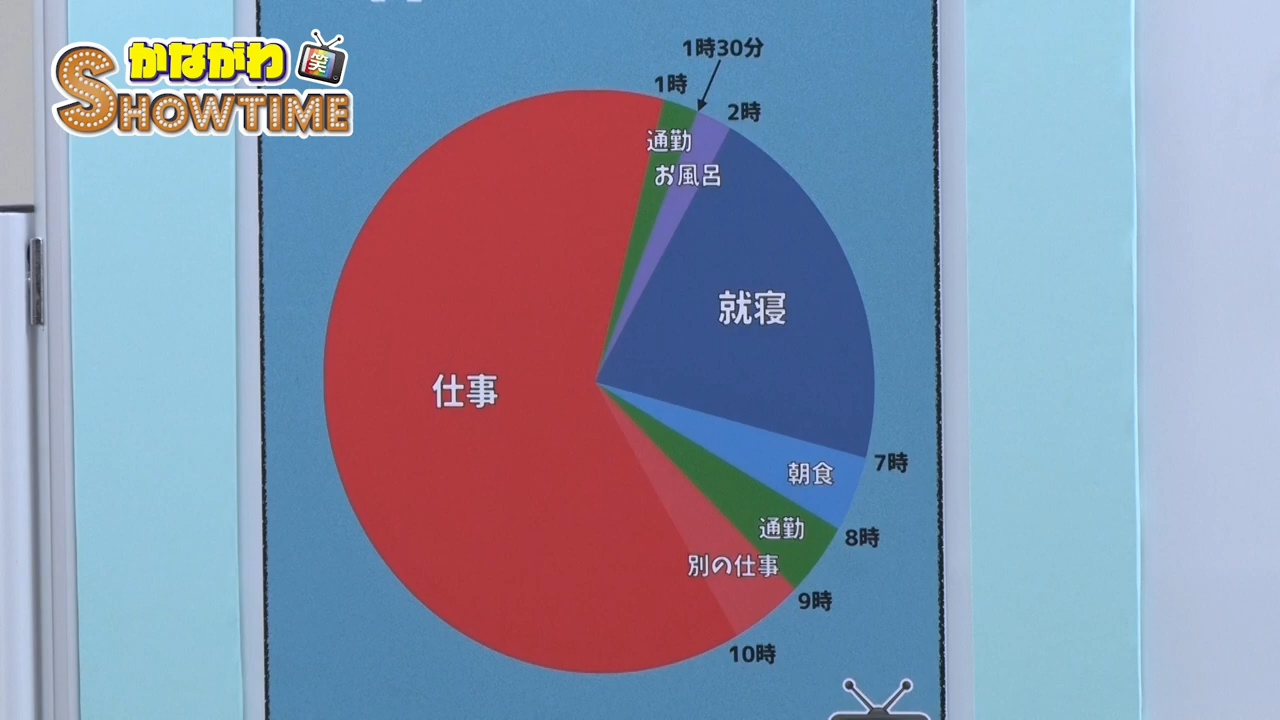 かながわ
笑
SHOWTIME
1時30分
1時
2時
通勤
お風呂
就寝
仕事
7時
朝食
通勤
8時
別の仕事
9時
10時